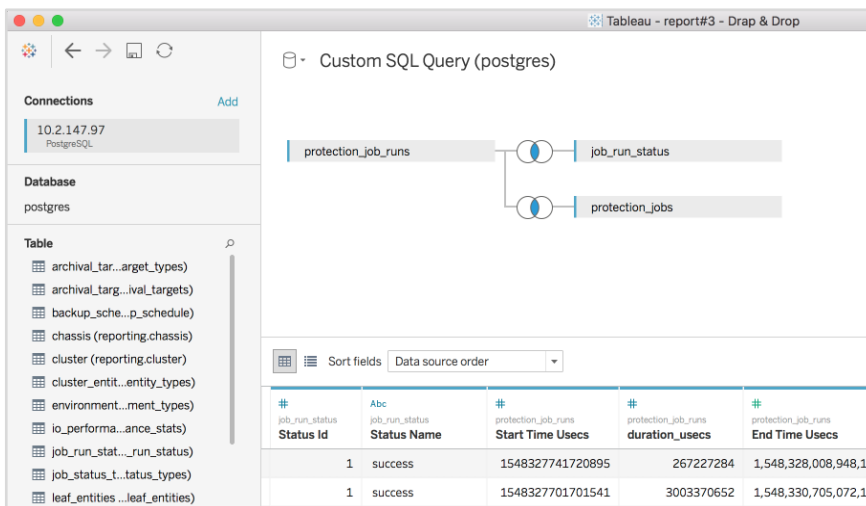 Tableau - report#3 - Drap & Drop
Connections Add
10.2.147.97
PostgreSQL
Database
postgres
Table
archival_tar...arget_types)
archival_targ...ival_targets)
backup_sche...p_schedule)
chassis (reporting.chassis)
cluster (reporting.cluster)
cluster_entit...entity_types)
environment...ment_types)
io_performa...ance_stats)
job_run_stat..._run_status)
job_status_t...tatus_types)
leaf_entities ...leaf_entities)
Custom SQL Query (postgres)
protection_job_runs
job_run_status
protection_jobs
Sort fields Data source order
# Abc # # #
job_run_status job_run_status protection_job_runs protection_job_runs protection_job_runs
Status Id Status Name Start Time Usecs duration_usecs End Time Usecs
1 success 1548327741720895 267227284 1,548,328,008,948,1
1 success 1548327701701541 3003370652 1,548,330,705,072,1